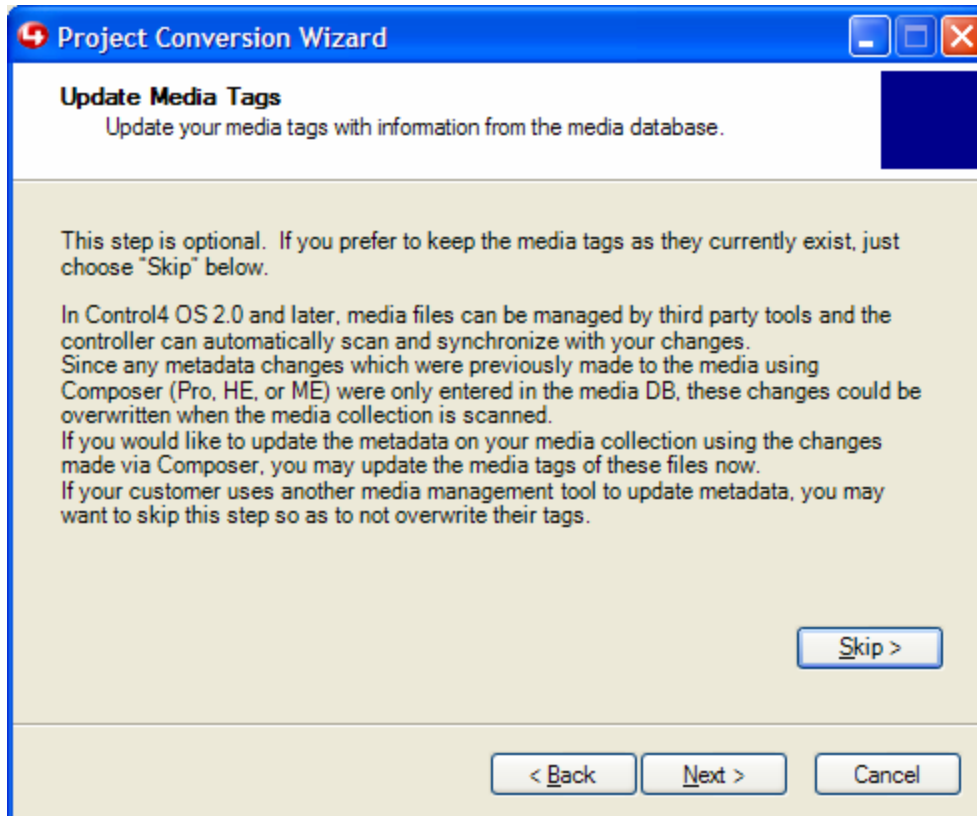 Project Conversion Wizard
Update Media Tags
Update your media tags with information from the media database.
This step is optional.  If you prefer to keep the media tags as they currently exist, just
choose "Skip" below.
In Control4 OS 2.0 and later, media files can be managed by third party tools and the
controller can automatically scan and synchronize with your changes.
Since any metadata changes which were previously made to the media using
Composer (Pro, HE, or ME) were only entered in the media DB, these changes could be
overwritten when the media collection is scanned.
If you would like to update the metadata on your media collection using the changes
made via Composer, you may update the media tags of these files now.
If your customer uses another media management tool to update metadata, you may
want to skip this step so as to not overwrite their tags.
Skip >
< Back Next > Cancel